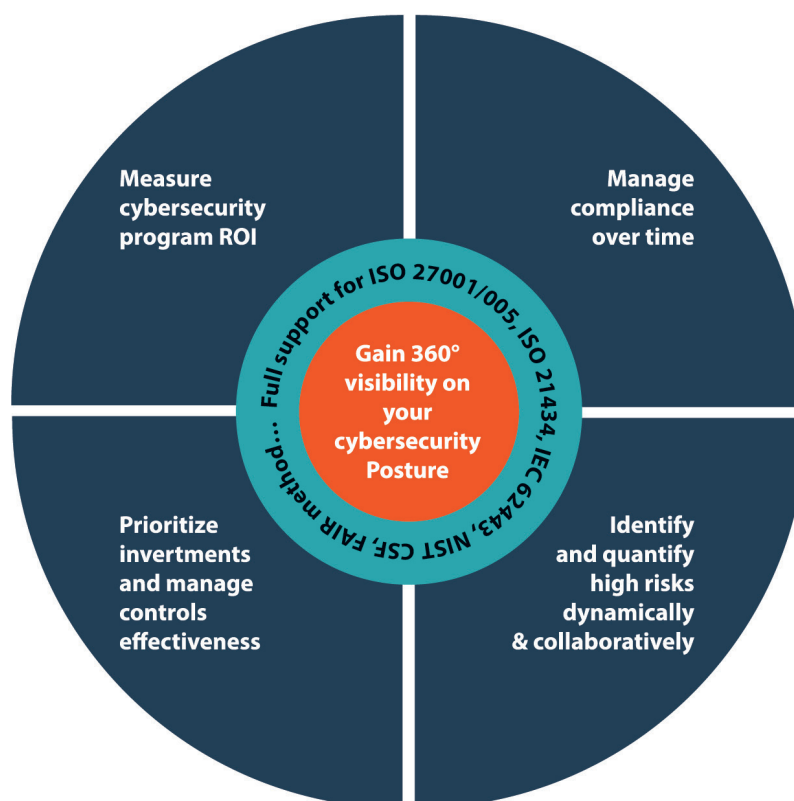 Measure
cybersecurity
program ROI
Manage
compliance
over time
Full support for ISO 27001/005, ISO 21434, IEC 62443, NIST CSF, FAIR method...
Gain 360°
visibility on
your
cybersecurity
Posture
Prioritize
invertments
and manage
controls
effectiveness
Identify
and quantify
high risks
dynamically
& collaboratively